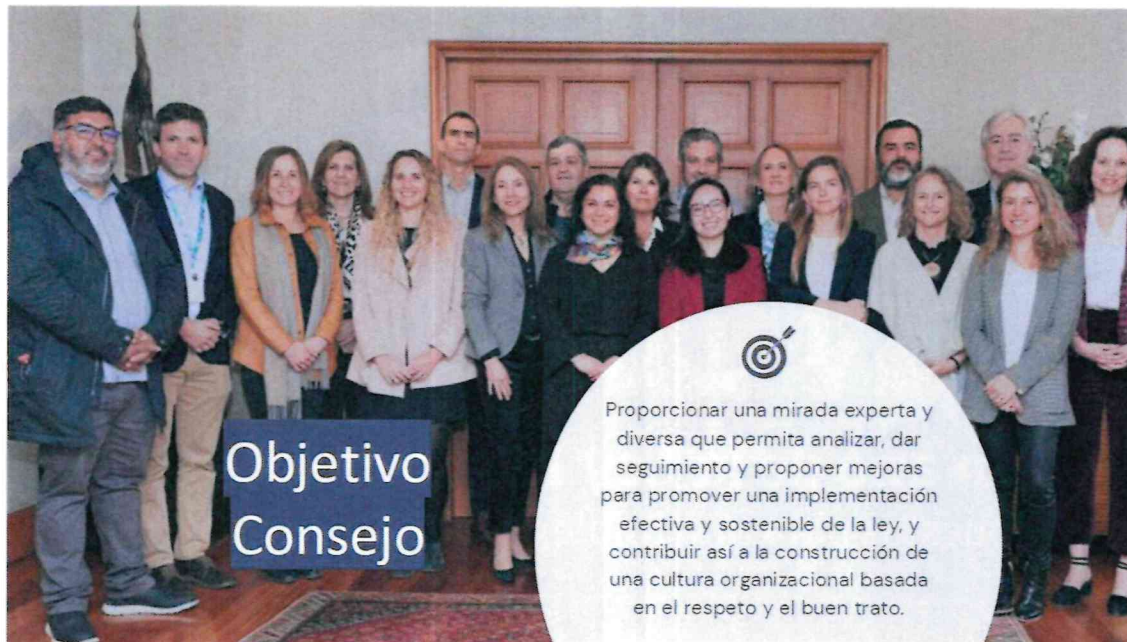 Objetivo
Consejo
Proporcionar una mirada experta y
diversa que permita analizar, dar
seguimiento y proponer mejoras
para promover una implementación
efectiva y sostenible de la ley, y
contribuir así a la construcción de
una cultura organizacional basada
en el respeto y el buen trato.